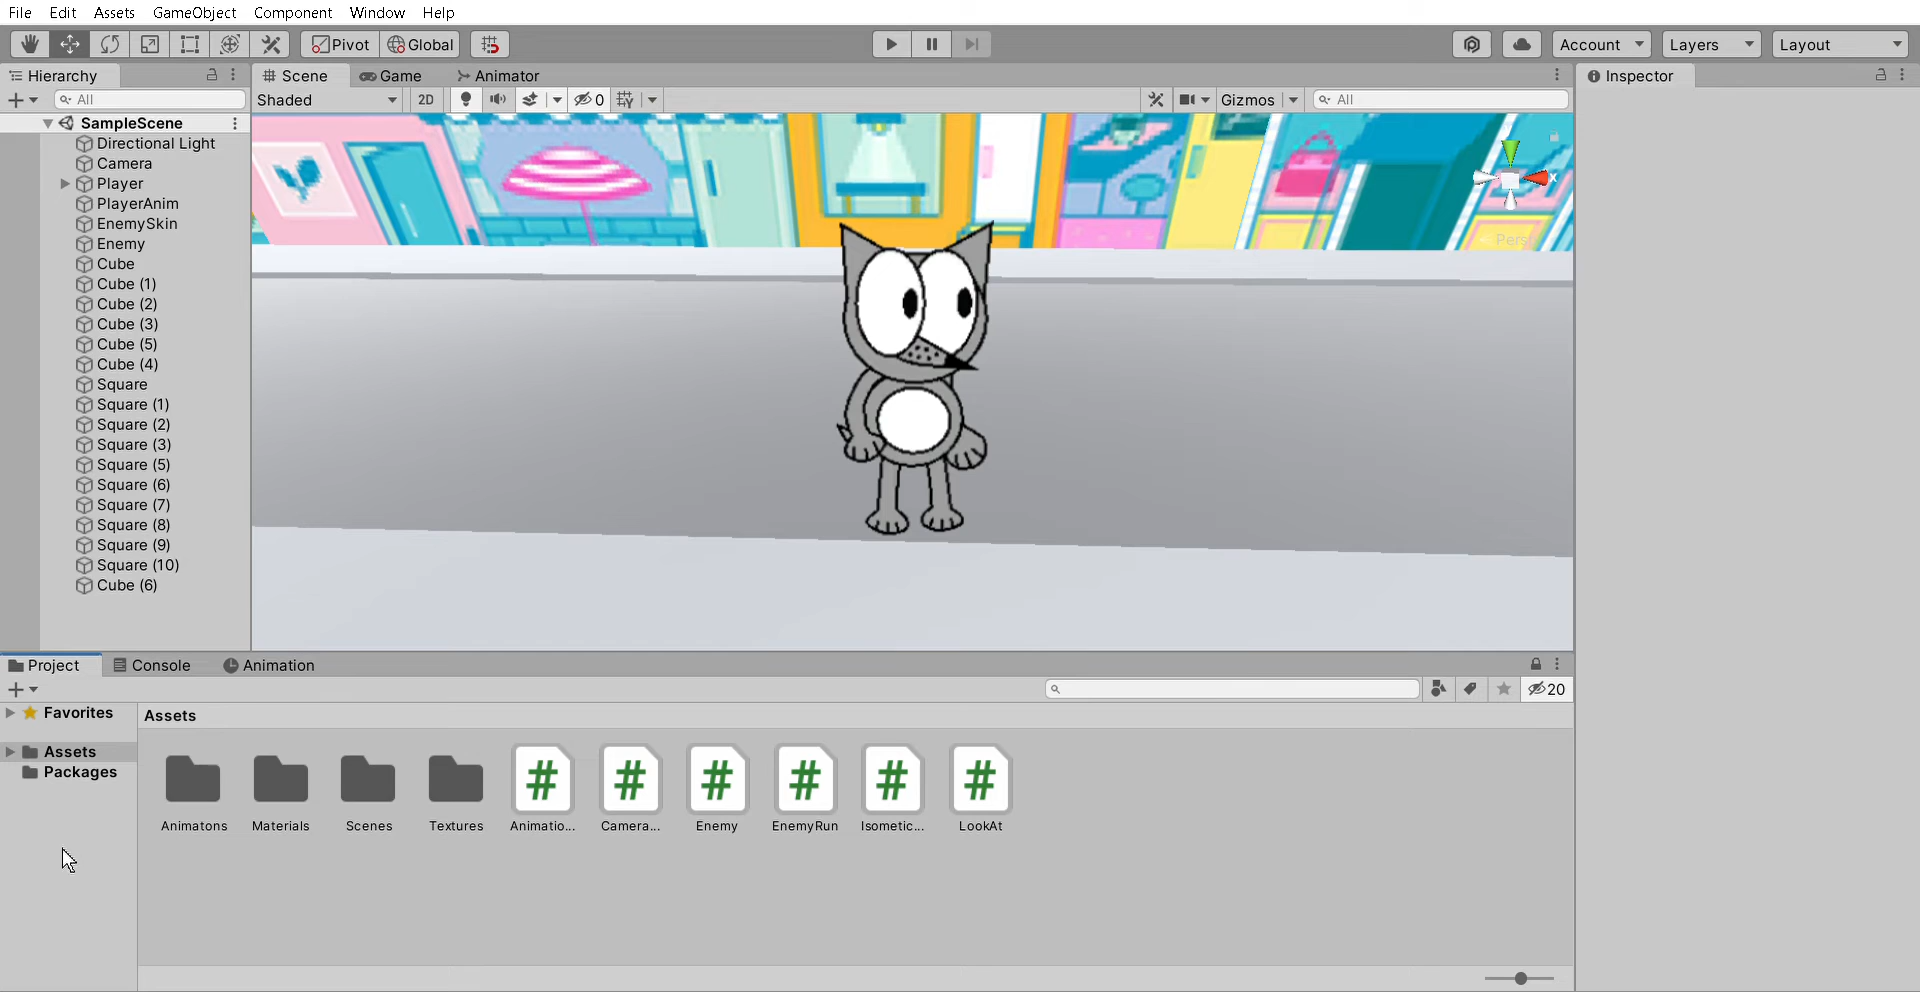 File Edit Assets GameObject Component Window Help
Pivot Global Account Layers Layout
Hierarchy Scene Game Animator Inspector
All Shaded 2D 0 Gizmos All
SampleScene
Directional Light
Camera
Player
PlayerAnim
EnemySkin
Enemy
Cube
Cube (1)
Cube (2)
Cube (3)
Cube (5)
Cube (4)
Square
Square (1)
Square (2)
Square (3)
Square (5)
Square (6)
Square (7)
Square (8)
Square (9)
Square (10)
Cube (6)
x
Project Console Animation
20
Favorites
Assets
Packages
Assets
Animatons Materials Scenes Textures Animatio... Camera... Enemy EnemyRun Isometic... LookAt